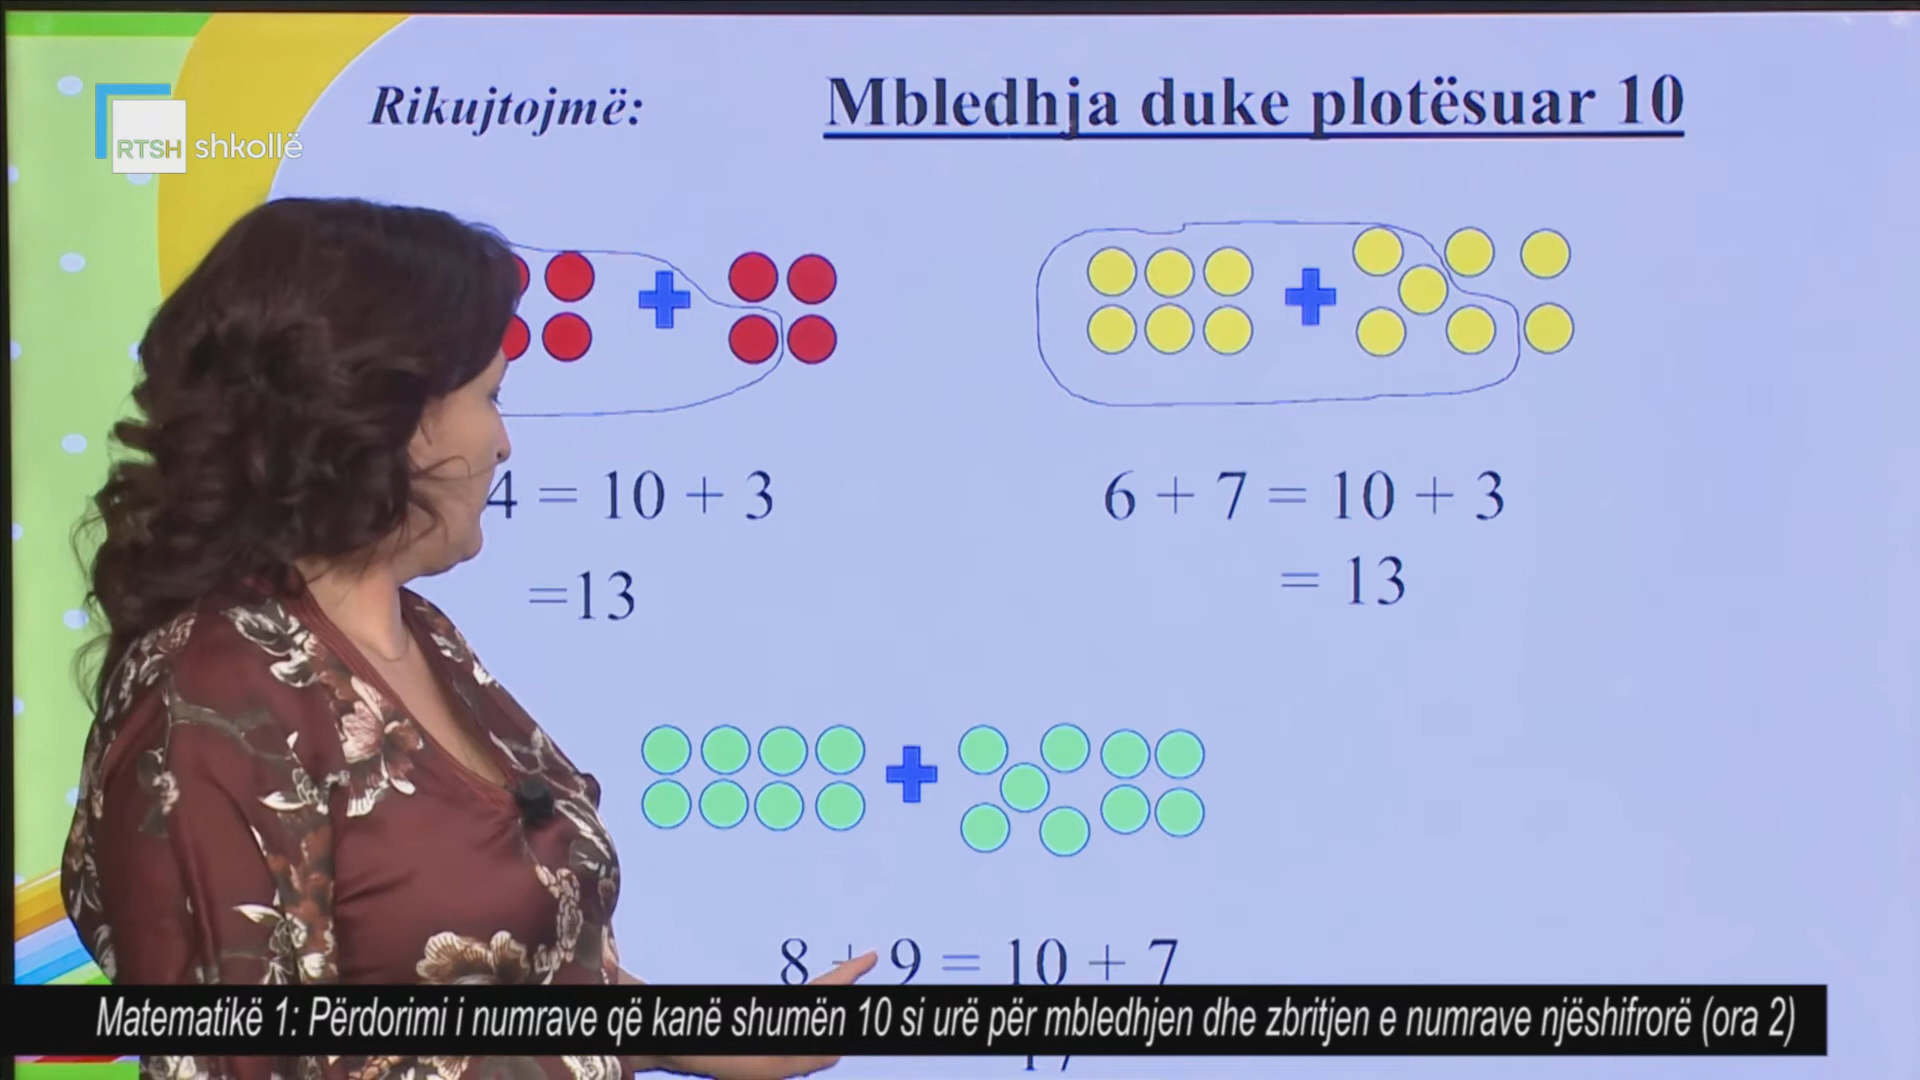 RTSH shkollë
Rikujtojmë:
Mbledhja duke plotësuar 10
4 = 10 + 3
=13
6 + 7 = 10 + 3
= 13
8 + 9 = 10 + 7
Matematikë 1: Përdorimi i numrave që kanë shumën 10 si urë për mbledhjen dhe zbritjen e numrave njëshifrorë (ora 2)